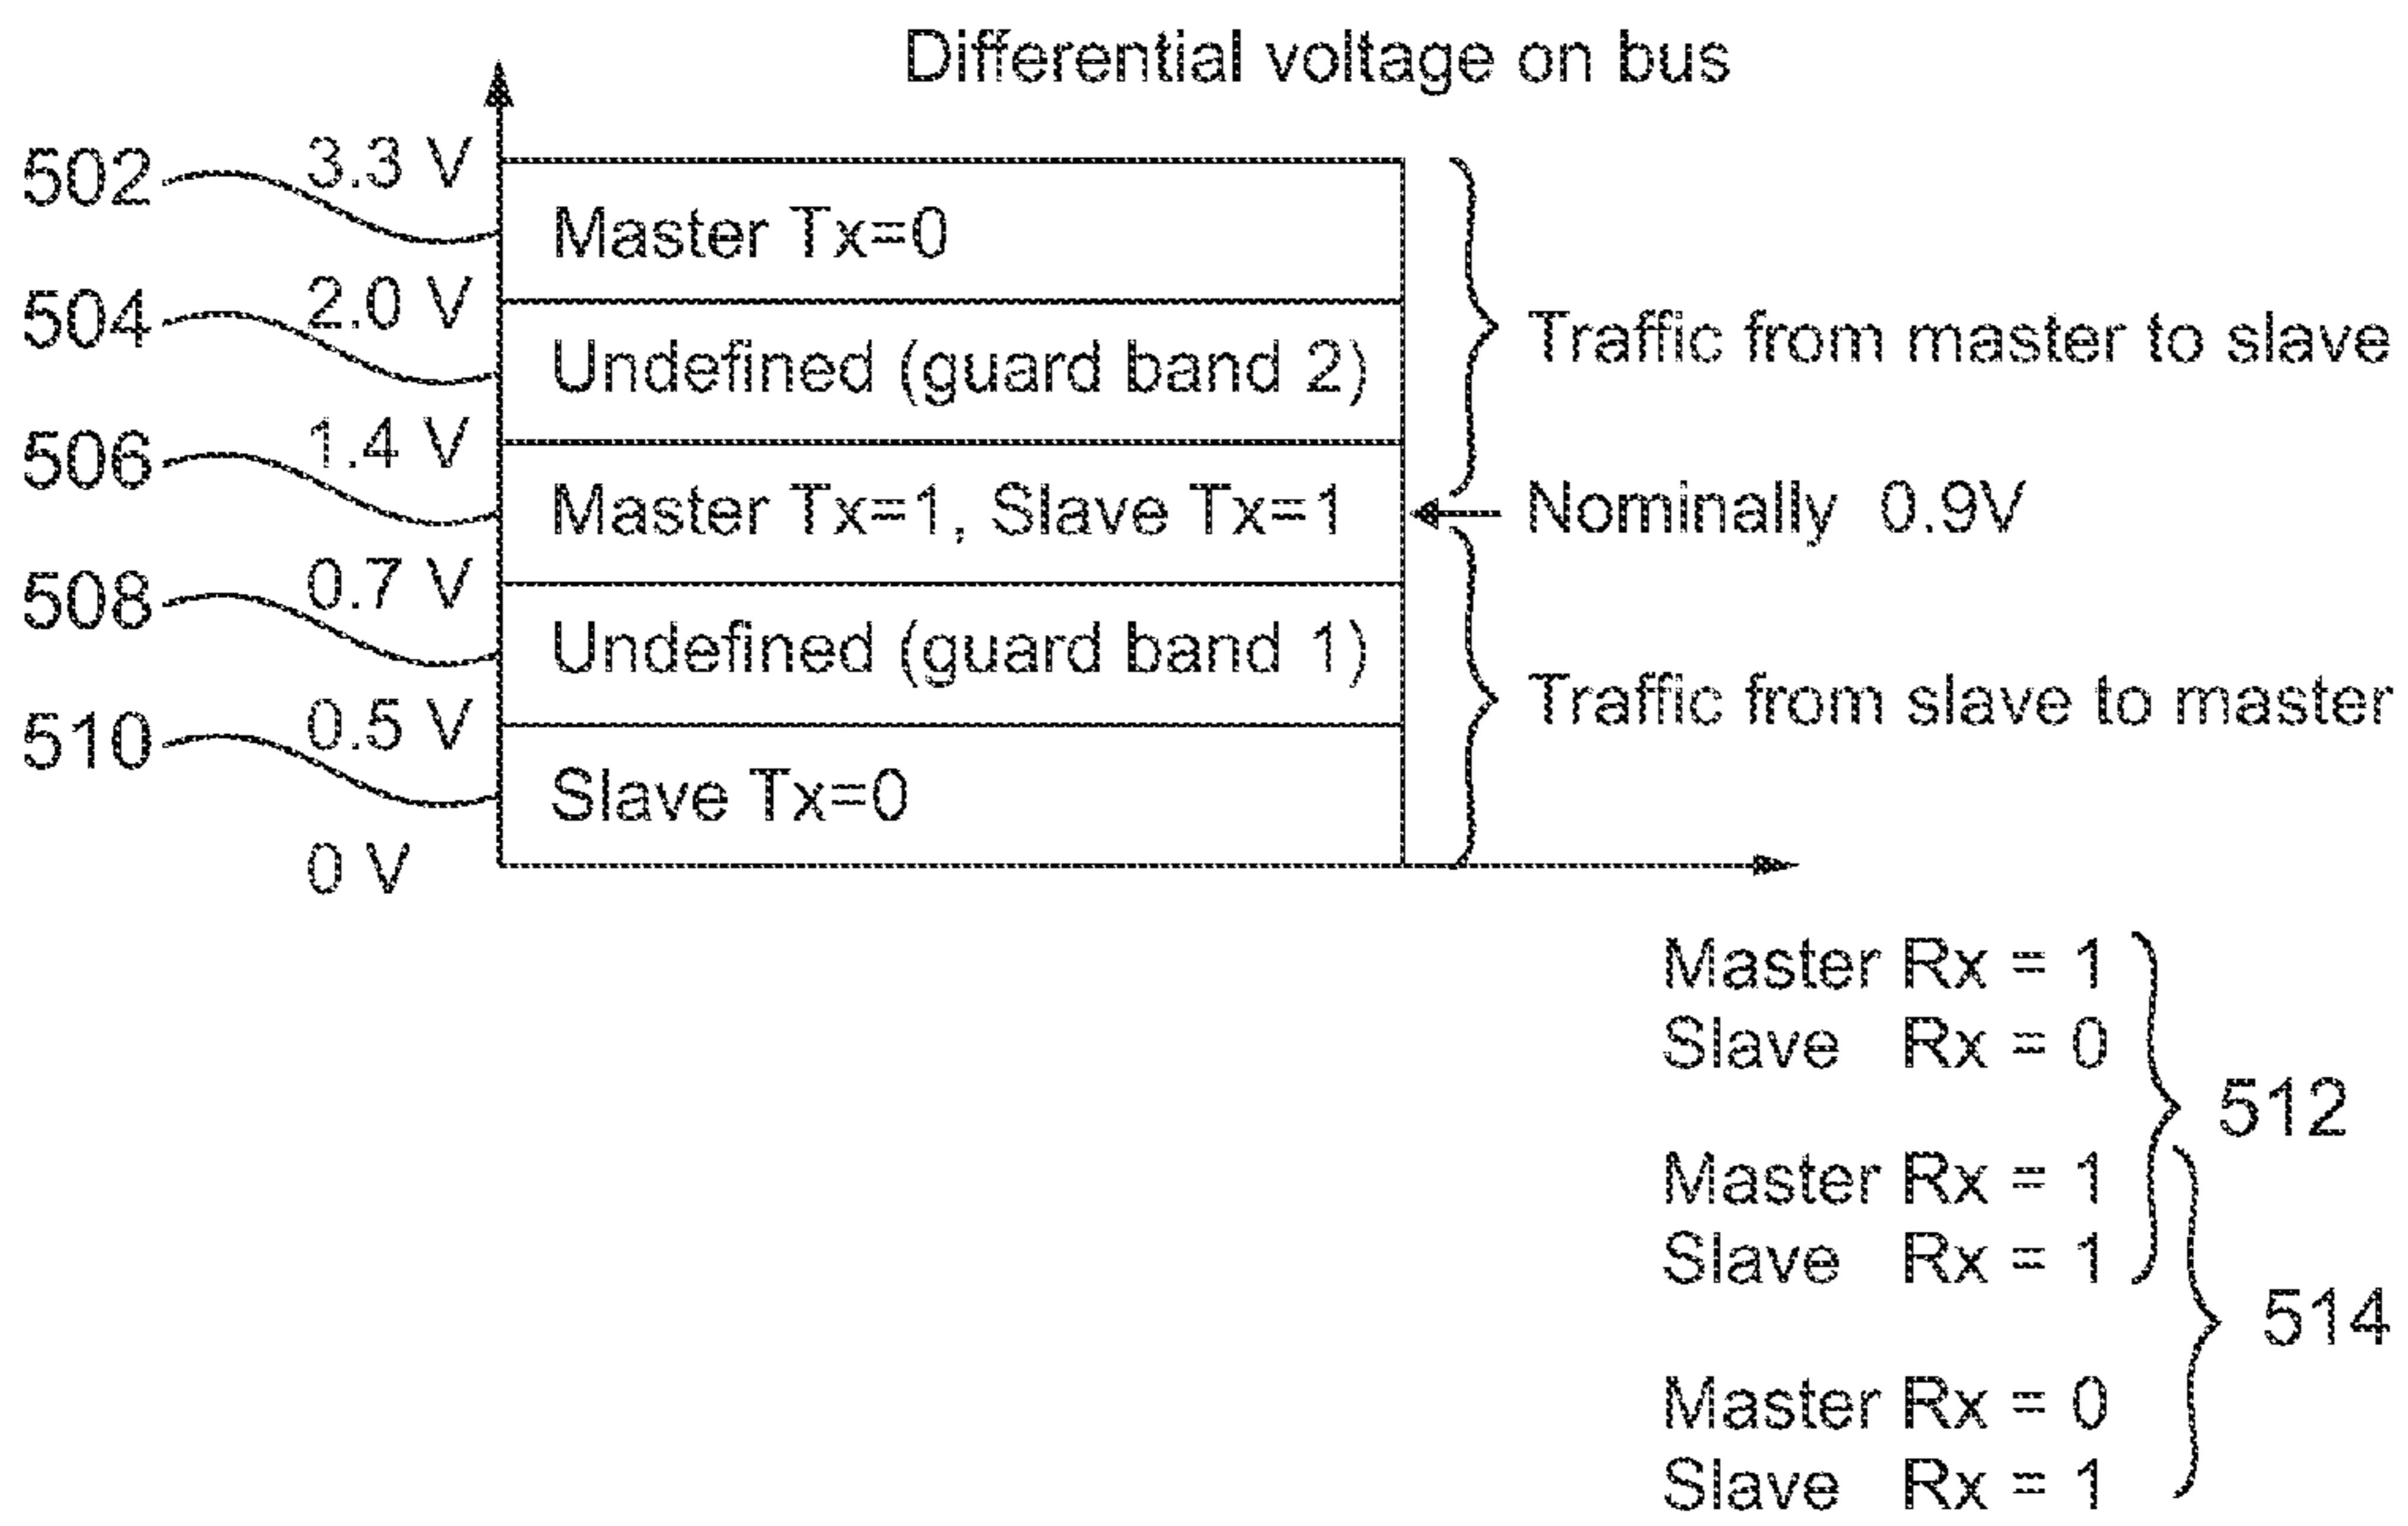 Differential voltage on bus
502 3.3 V
Master Tx=0
504 2.0 V
Undefined (guard band 2)
Traffic from master to slave
506 1.4 V
Master Tx=1, Slave Tx=1
Nominally 0.9V
508 0.7 V
Undefined (guard band 1)
Traffic from slave to master
510 0.5 V
Slave Tx=0
0 V
Master Rx = 1
Slave Rx = 0
512
Master Rx = 1
Slave Rx = 1
514
Master Rx = 0
Slave Rx = 1